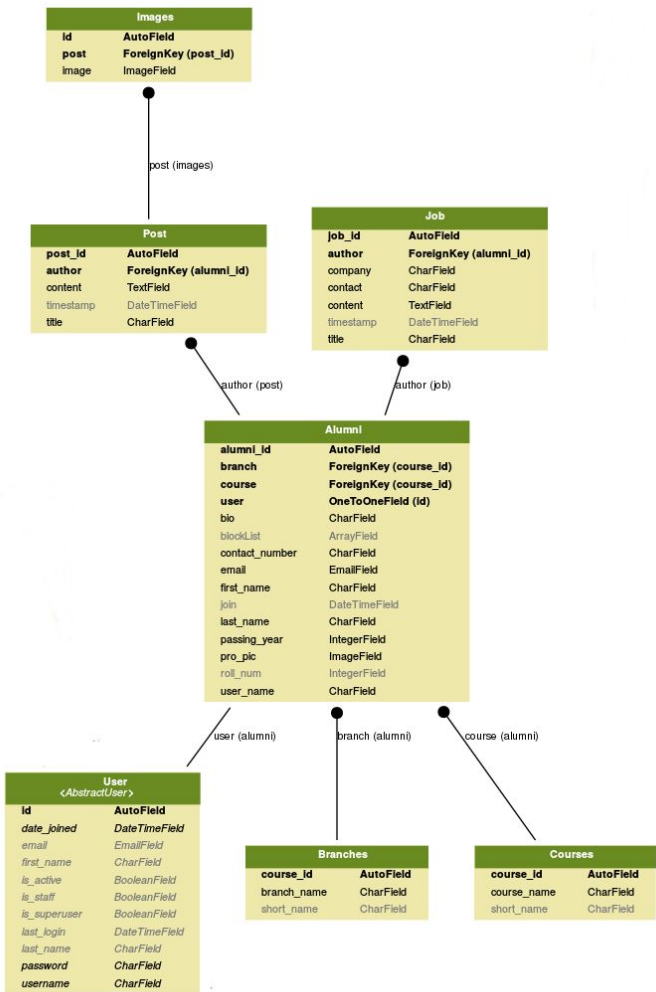 Images
id AutoField
post ForeignKey (post_id)
image ImageField
post (images)
Post
post_id AutoField
author ForeignKey (alumni_id)
content TextField
timestamp DateTimeField
title CharField
Job
job_id AutoField
author ForeignKey (alumni_id)
company CharField
contact CharField
content TextField
timestamp DateTimeField
title CharField
author (post)
author (job)
Alumni
alumni_id AutoField
branch ForeignKey (course_id)
course ForeignKey (course_id)
user OneToOneField (id)
bio CharField
blockList ArrayField
contact_number CharField
email EmailField
first_name CharField
join DateTimeField
last_name CharField
passing_year IntegerField
pro_pic ImageField
roll_num IntegerField
user_name CharField
user (alumni)
branch (alumni)
course (alumni)
User
<AbstractUser>
id AutoField
date_joined DateTimeField
email EmailField
first_name CharField
is_active BooleanField
is_staff BooleanField
is_superuser BooleanField
last_login DateTimeField
last_name CharField
password CharField
username CharField
Branches
course_id AutoField
branch_name CharField
short_name CharField
Courses
course_id AutoField
course_name CharField
short_name CharField